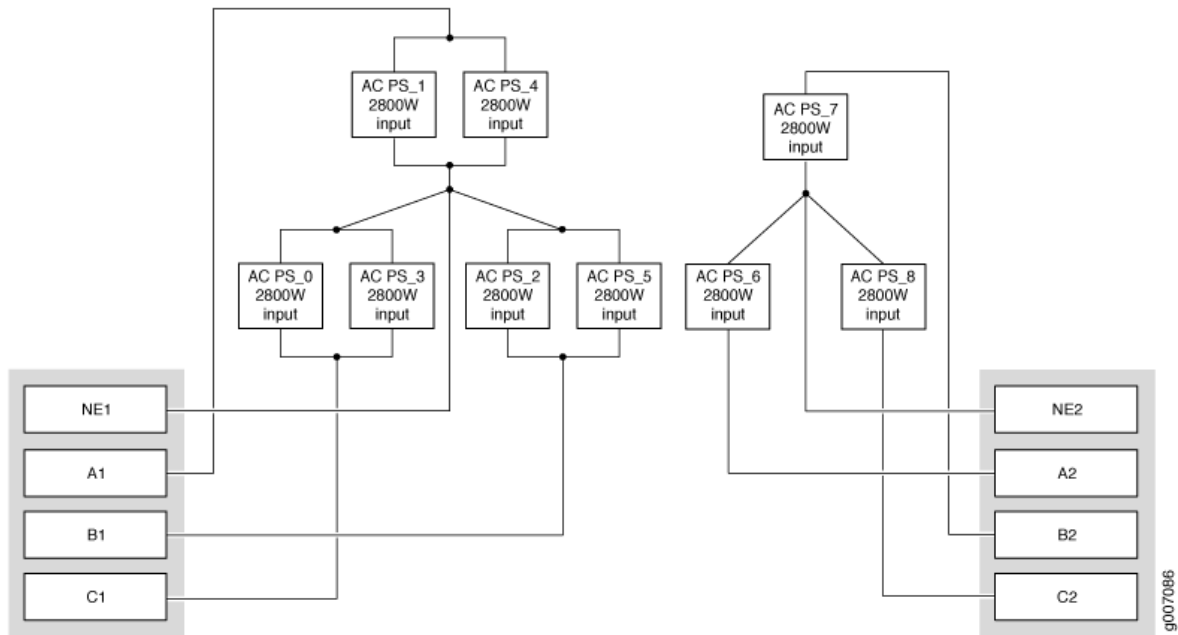 AC PS_1
2800W
input
AC PS_4
2800W
input
AC PS_7
2800W
input
AC PS_0
2800W
input
AC PS_3
2800W
input
AC PS_2
2800W
input
AC PS_5
2800W
input
AC PS_6
2800W
input
AC PS_8
2800W
input
NE1
A1
B1
C1
NE2
A2
B2
C2
g007086